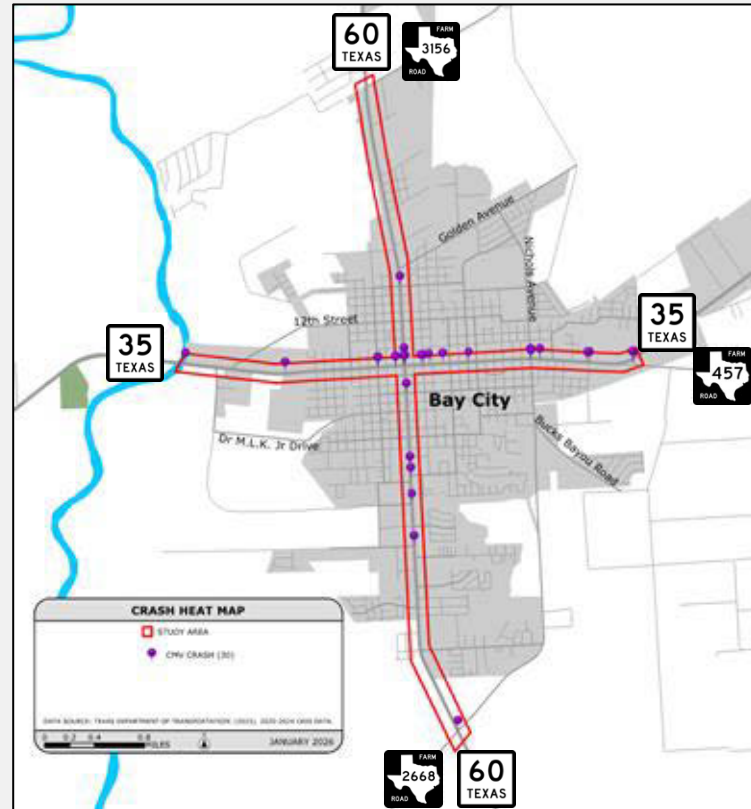 60
TEXAS
FARM
3156
ROAD
Golden Avenue
Nichols Avenue
12th Street
35
TEXAS
35
TEXAS
FARM
457
ROAD
Bay City
Dr M.L.K. Jr Drive
Bucks Bayou Road
CRASH HEAT MAP
STUDY AREA
CMV CRASH (30)
DATA SOURCE: TEXAS DEPARTMENT OF TRANSPORTATION. (2025). 2020-2024 CRIS DATA.
0 0.2 0.4 0.8
MILES
JANUARY 2026
FARM
2668
ROAD
60
TEXAS